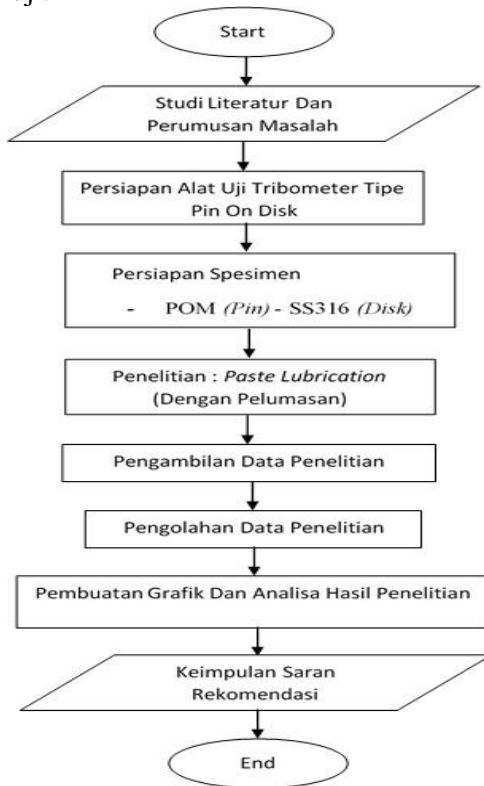 Start
Studi Literatur Dan
Perumusan Masalah
Persiapan Alat Uji Tribometer Tipe
Pin On Disk
Persiapan Spesimen
- POM (Pin) - SS316 (Disk)
Penelitian : Paste Lubrication
(Dengan Pelumasan)
Pengambilan Data Penelitian
Pengolahan Data Penelitian
Pembuatan Grafik Dan Analisa Hasil Penelitian
Keimpulan Saran
Rekomendasi
End